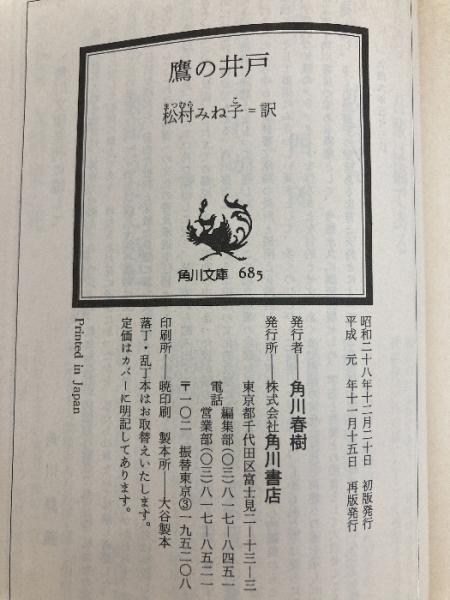 鷹の井戸
まつむら こ
松村みね子=訳
角川文庫 685
昭和二十八年十二月二十日 初版発行
平成 元 年十一月十五日 再版発行
発行者――角川春樹
発行所――株式会社角川書店
東京都千代田区富士見二―十三―三
電話 編集部(〇三)八一七―八四五一
営業部(〇三)八一七―八五二一
〒一〇二 振替東京③一九五二〇八
印刷所――暁印刷 製本所――大谷製本
落丁・乱丁本はお取替えいたします。
定価はカバーに明記してあります。
Printed in Japan